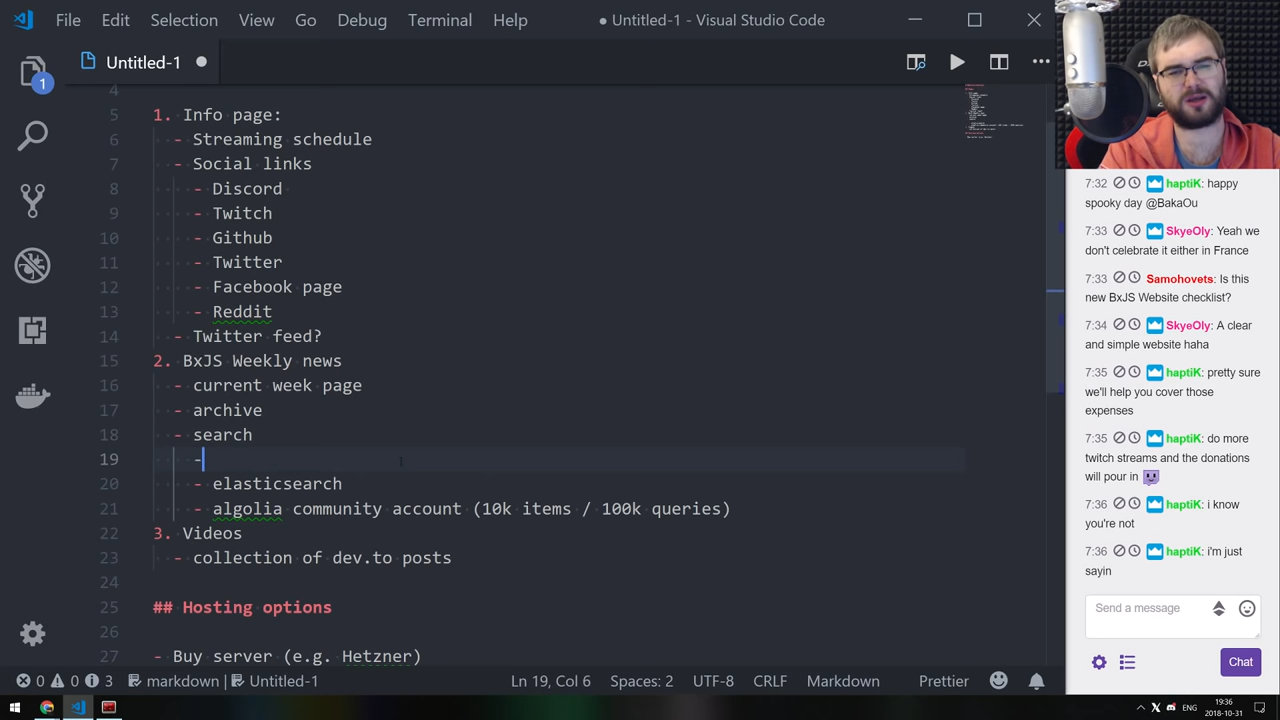 File Edit Selection View Go Debug Terminal Help ● Untitled-1 - Visual Studio Code
Untitled-1
1
4
5 1. Info page:
6 - Streaming schedule
7 - Social links
8 - Discord
9 - Twitch
10 - Github
11 - Twitter
12 - Facebook page
13 - Reddit
14 - Twitter feed?
15 2. BxJS Weekly news
16 - current week page
17 - archive
18 - search
19 -
20 - elasticsearch
21 - algolia community account (10k items / 100k queries)
22 3. Videos
23 - collection of dev.to posts
24
25 ## Hosting options
26
27 - Buy server (e.g. Hetzner)
0 0 3 markdown | Untitled-1 Ln 19, Col 6 Spaces: 2 UTF-8 CRLF Markdown Prettier
7:32 haptiK: happy
spooky day @BakaOu
7:33 SkyeOly: Yeah we
don't celebrate it either in France
7:33 Samohovets: Is this
new BxJS Website checklist?
7:34 SkyeOly: A clear
and simple website haha
7:35 haptiK: pretty sure
we'll help you cover those
expenses
7:35 haptiK: do more
twitch streams and the donations
will pour in
7:36 haptiK: i know
you're not
7:36 haptiK: i'm just
sayin
Send a message
Chat
ENG
19:36
2018-10-31